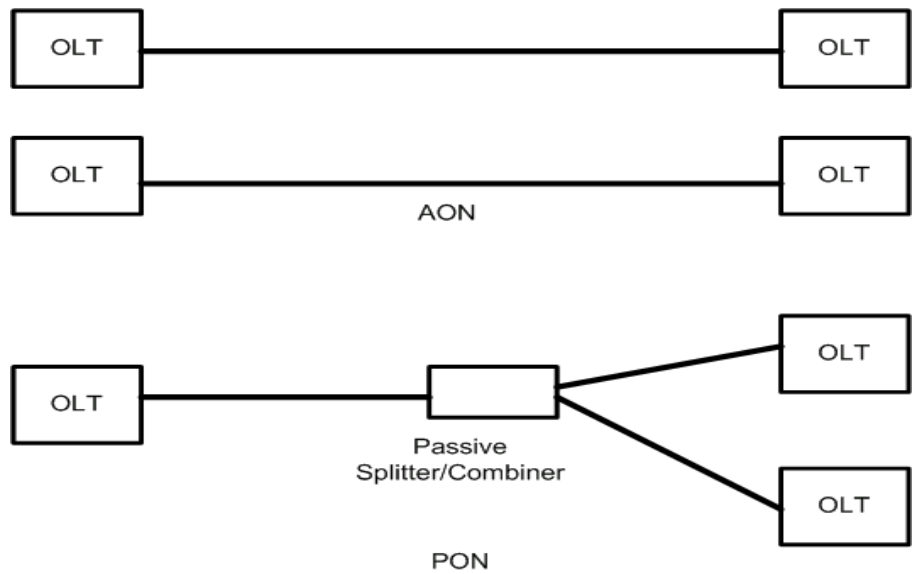 OLT OLT
OLT OLT
AON
OLT
OLT
Passive
Splitter/Combiner
OLT
PON